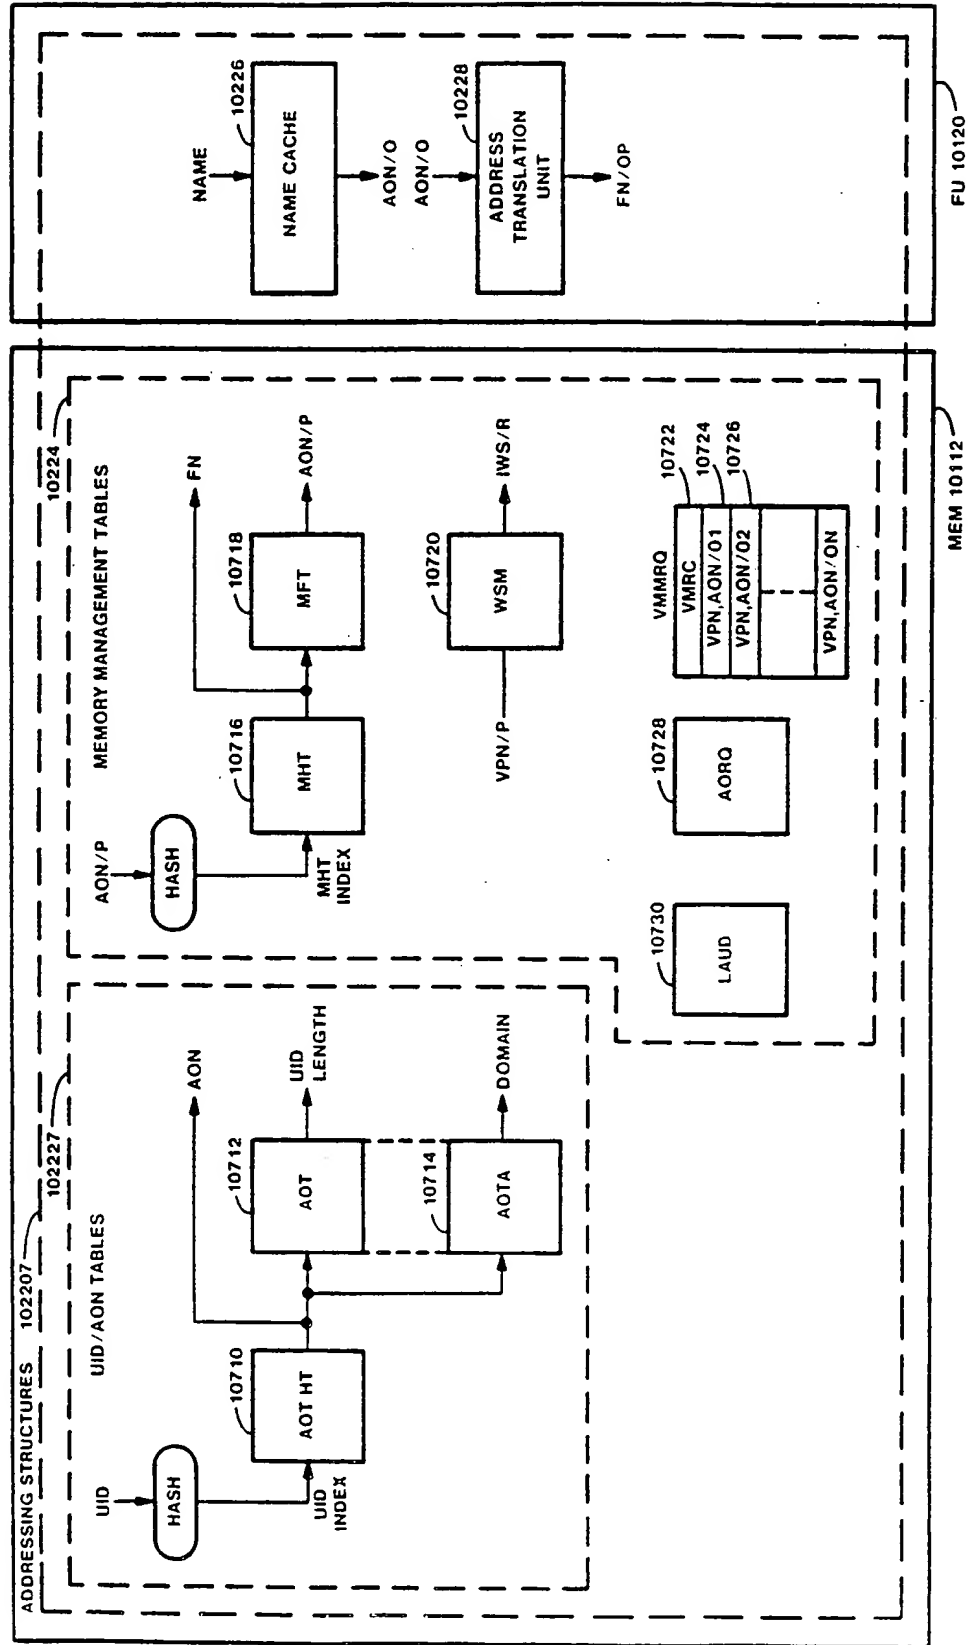 ADDRESSING STRUCTURES 102207
102227
UID/AON TABLES
UID
HASH
UID
INDEX
10710
AOT HT
AON
10712
AOT
UID
LENGTH
10714
AOTA
DOMAIN
10224
MEMORY MANAGEMENT TABLES
AON/P
HASH
MHT
INDEX
10716
MHT
FN
10718
MFT
AON/P
VPN/P
10720
WSM
IWS/R
10730
LAUD
10728
AORQ
VMMRQ
VMRC
10722
VPN,AON/O1
10724
VPN,AON/O2
10726
VPN,AON/ON
MEM 10112
NAME
10226
NAME CACHE
AON/O
AON/O
10228
ADDRESS
TRANSLATION
UNIT
FN/OP
FU 10120